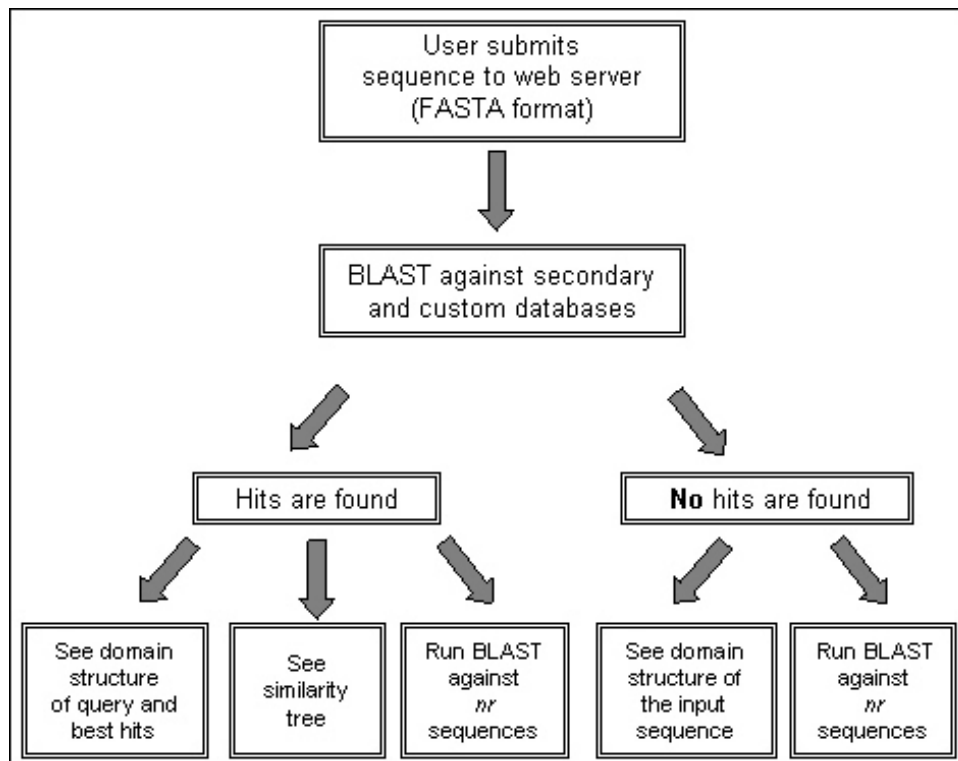 User submits
sequence to web server
(FASTA format)
BLAST against secondary
and custom databases
Hits are found
No hits are found
See domain
structure
of query and
best hits
See
similarity
tree
Run BLAST
against
nr
sequences
See domain
structure of
the input
sequence
Run BLAST
against
nr
sequences